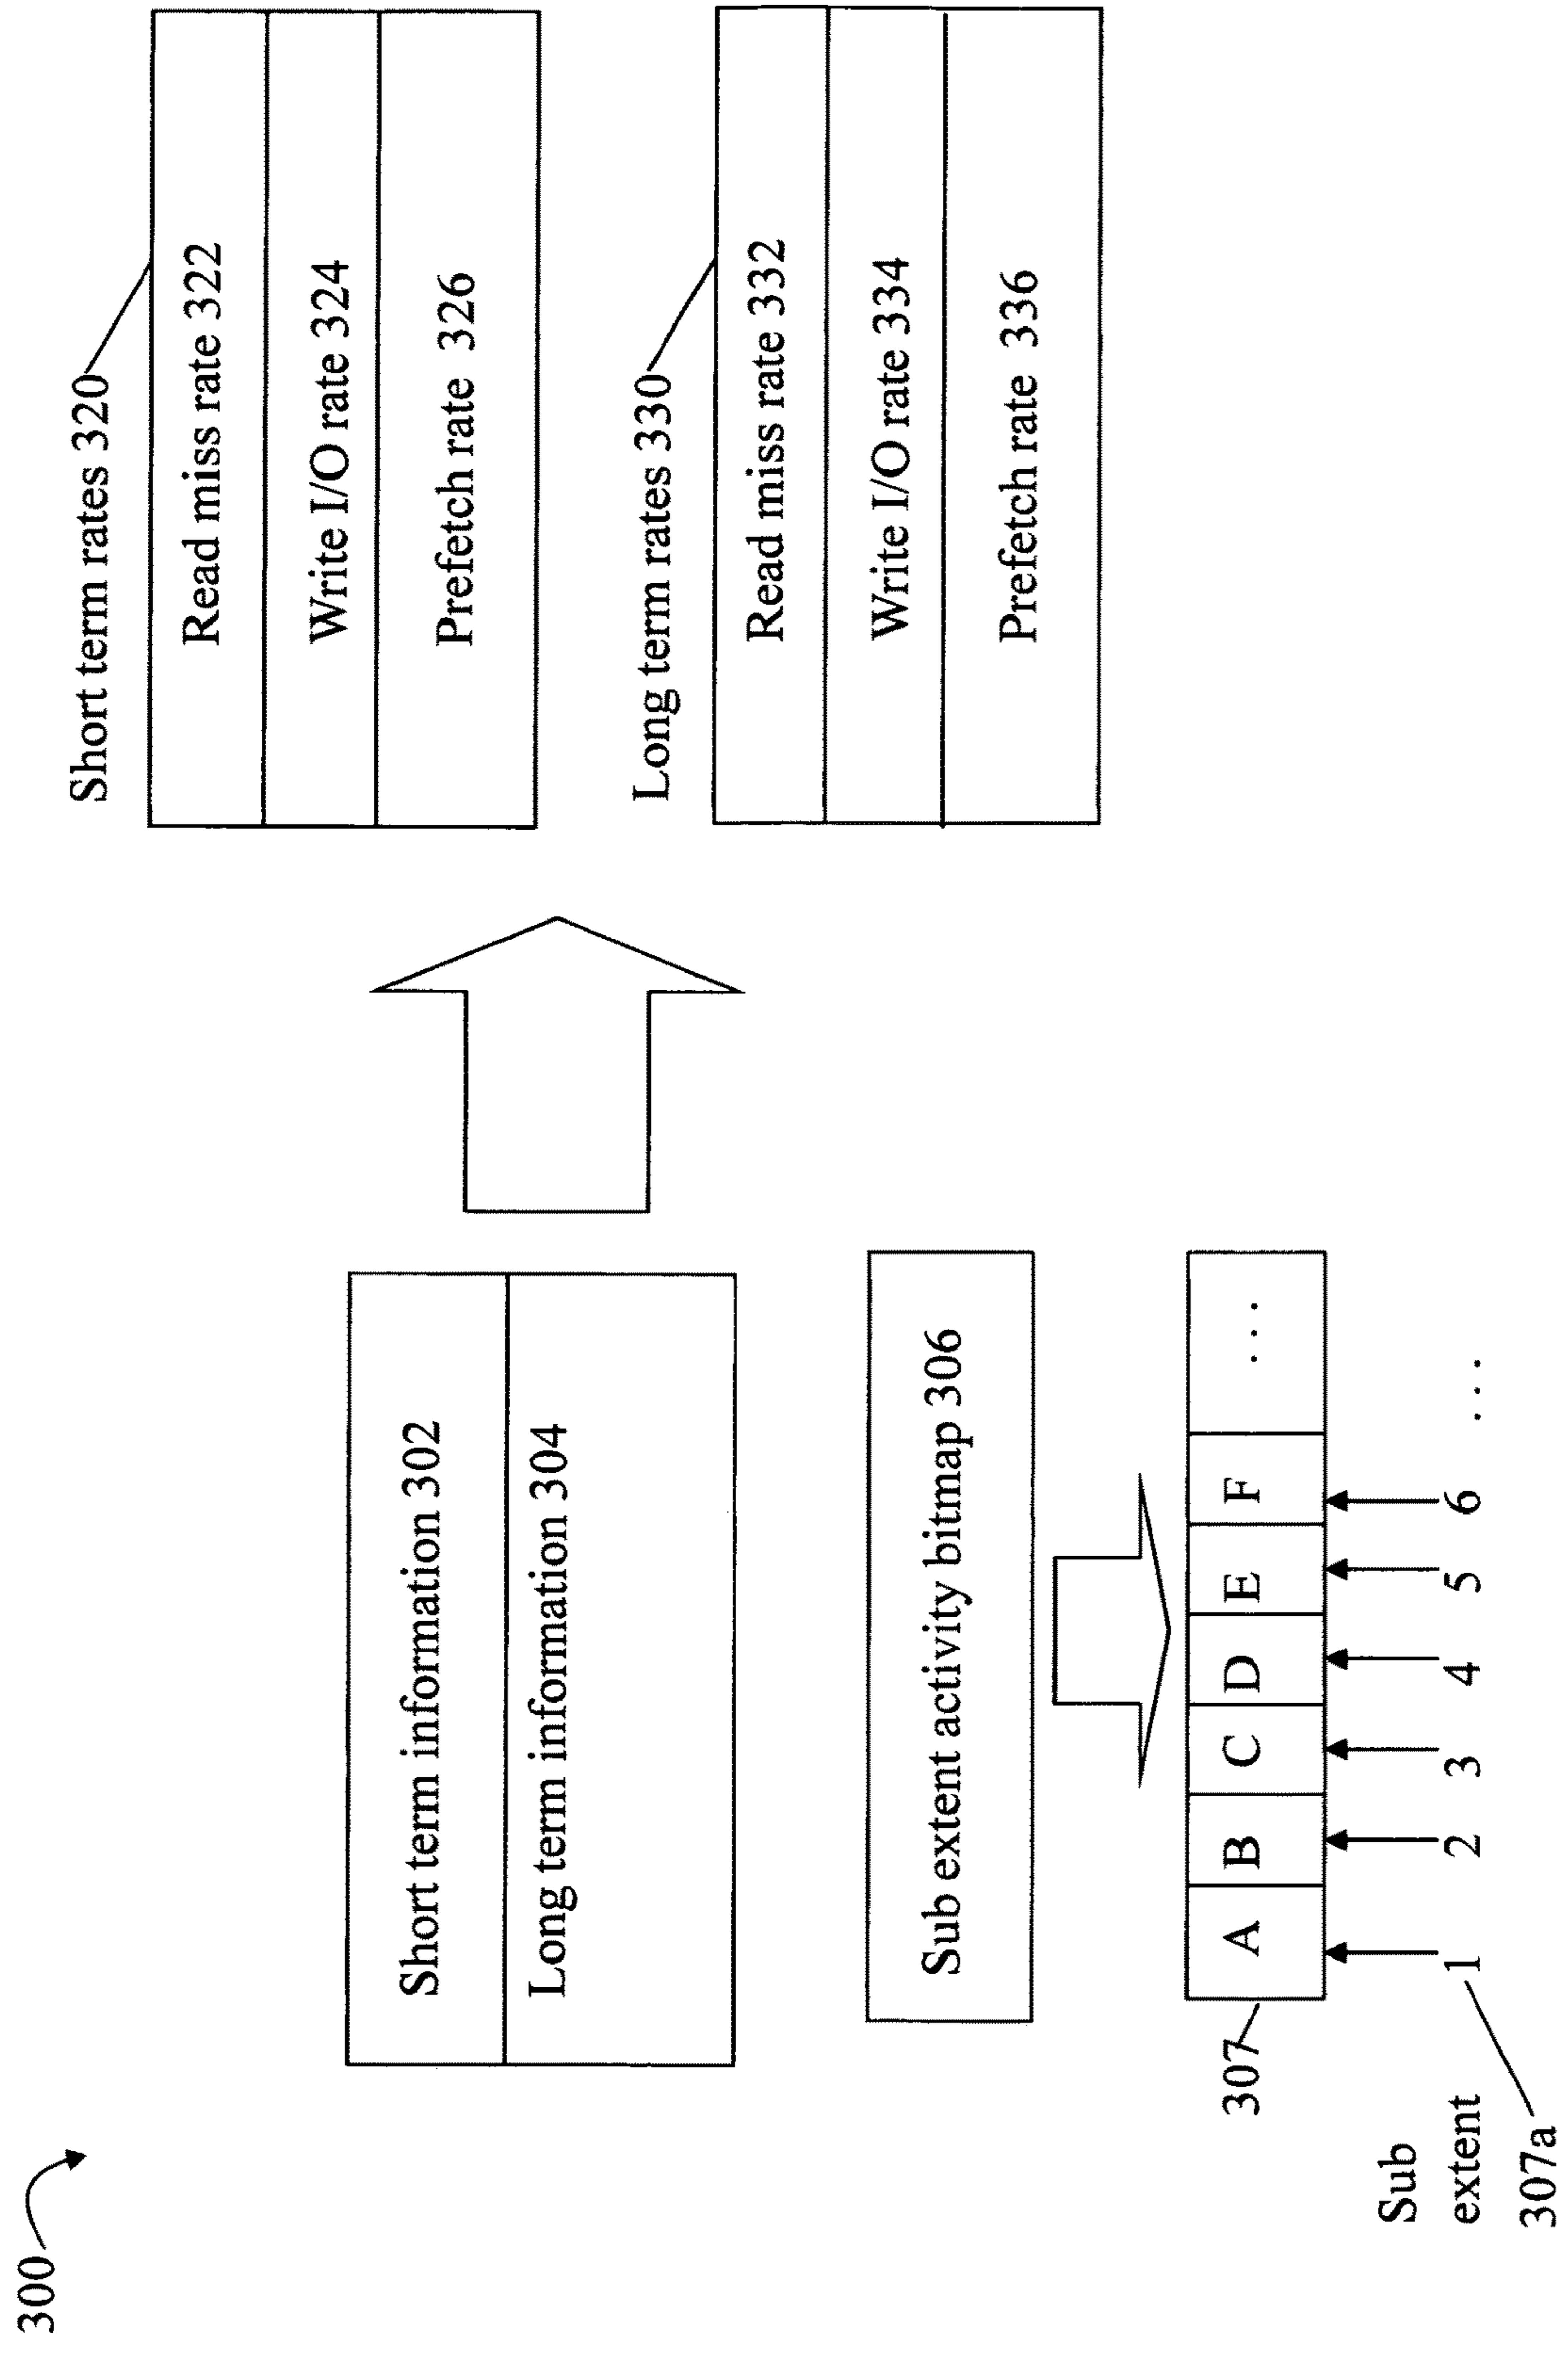 300
Short term information 302
Long term information 304
Sub extent activity bitmap 306
307
A B C D E F . . .
Sub
extent
1 2 3 4 5 6 . . .
307a
Short term rates 320
Read miss rate 322
Write I/O rate 324
Prefetch rate 326
Long term rates 330
Read miss rate 332
Write I/O rate 334
Prefetch rate 336